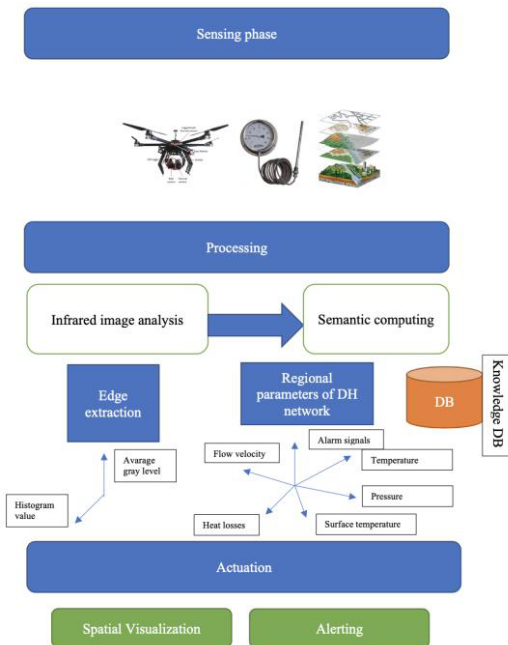 Sensing phase
Processing
Infrared image analysis
Semantic computing
Edge
extraction
Regional
parameters of DH
network
DB
Knowledge DB
Avarage
gray level
Histogram
value
Flow velocity
Alarm signals
Temperature
Pressure
Heat losses
Surface temperature
Actuation
Spatial Visualization
Alerting